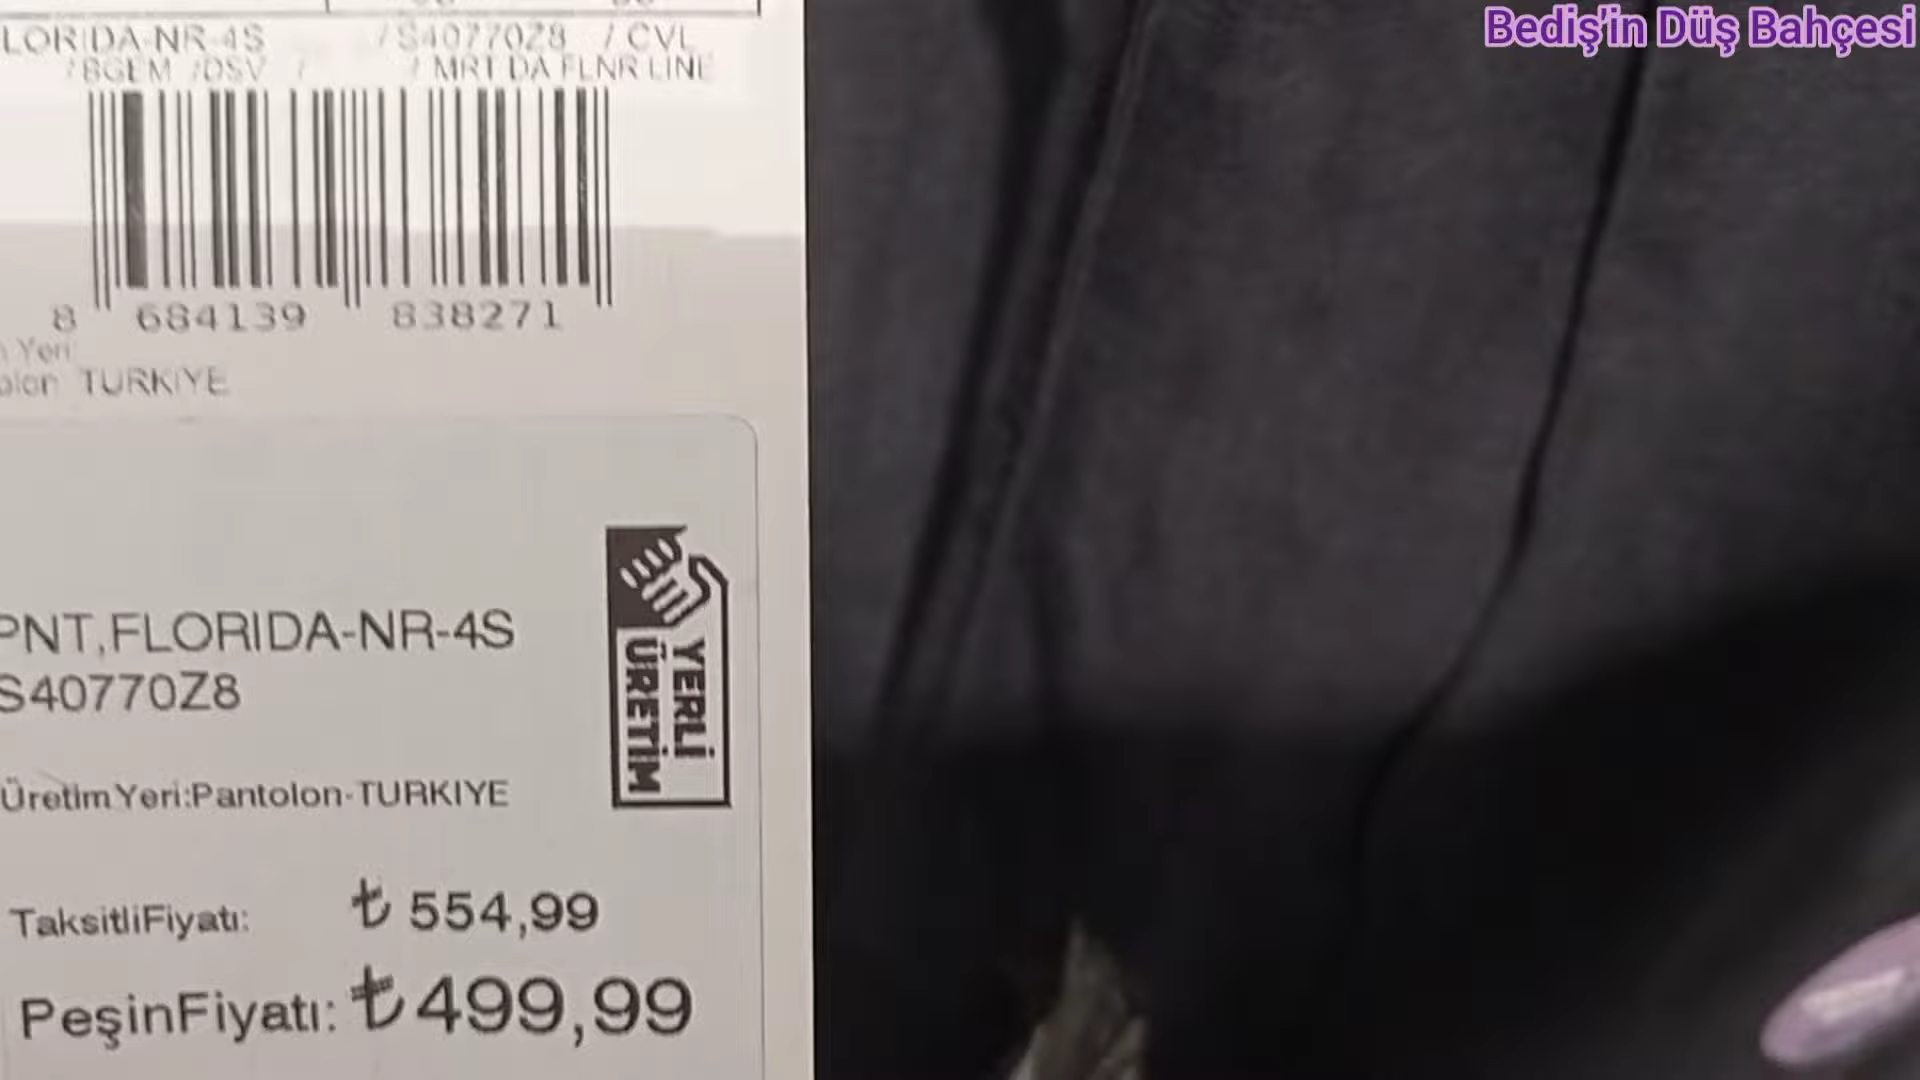 Bediş'in Düş Bahçesi
LORIDA-NR-4S / S40770Z8 / CVL
/ BGEM / DSV / / MRT DA FLNR LINE
8 684139 838271
Yeri:
TURKIYE
PNT,FLORIDA-NR-4S
S40770Z8
YERLİ
ÜRETİM
Üretim Yeri:Pantolon-TURKIYE
TaksitliFiyatı: ₺ 554,99
PeşinFiyatı: ₺ 499,99